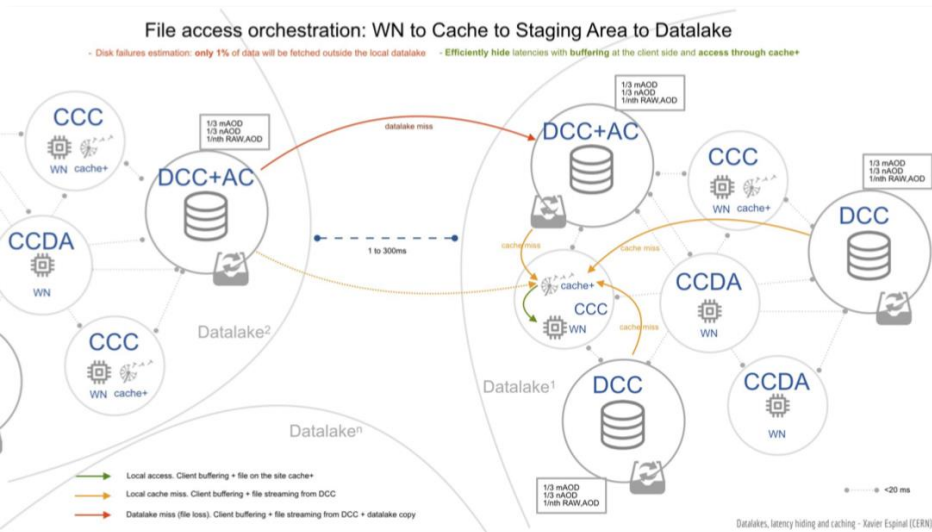 File access orchestration: WN to Cache to Staging Area to Datalake
- Disk failures estimation: only 1% of data will be fetched outside the local datalake - Efficiently hide latencies with buffering at the client side and access through cache+
CCC
WN cache+
1/3 mAOD
1/3 nAOD
1/nth RAW,AOD
DCC+AC
CCDA
WN
CCC
WN cache+
Datalake²
datalake miss
1 to 300ms
1/3 mAOD
1/3 nAOD
1/nth RAW,AOD
DCC+AC
CCC
WN cache+
1/3 mAOD
1/3 nAOD
1/nth RAW,AOD
DCC
cache miss
cache miss
cache+
CCC
WN
cache miss
CCDA
WN
Datalake¹
DCC
CCDA
WN
1/3 mAOD
1/3 nAOD
1/nth RAW,AOD
Datalakeⁿ
Local access. Client buffering + file on the site cache+
Local cache miss. Client buffering + file streaming from DCC
Datalake miss (file loss). Client buffering + file streaming from DCC + datalake copy
<20 ms
Datalakes, latency hiding and caching - Xavier Espinal (CERN)